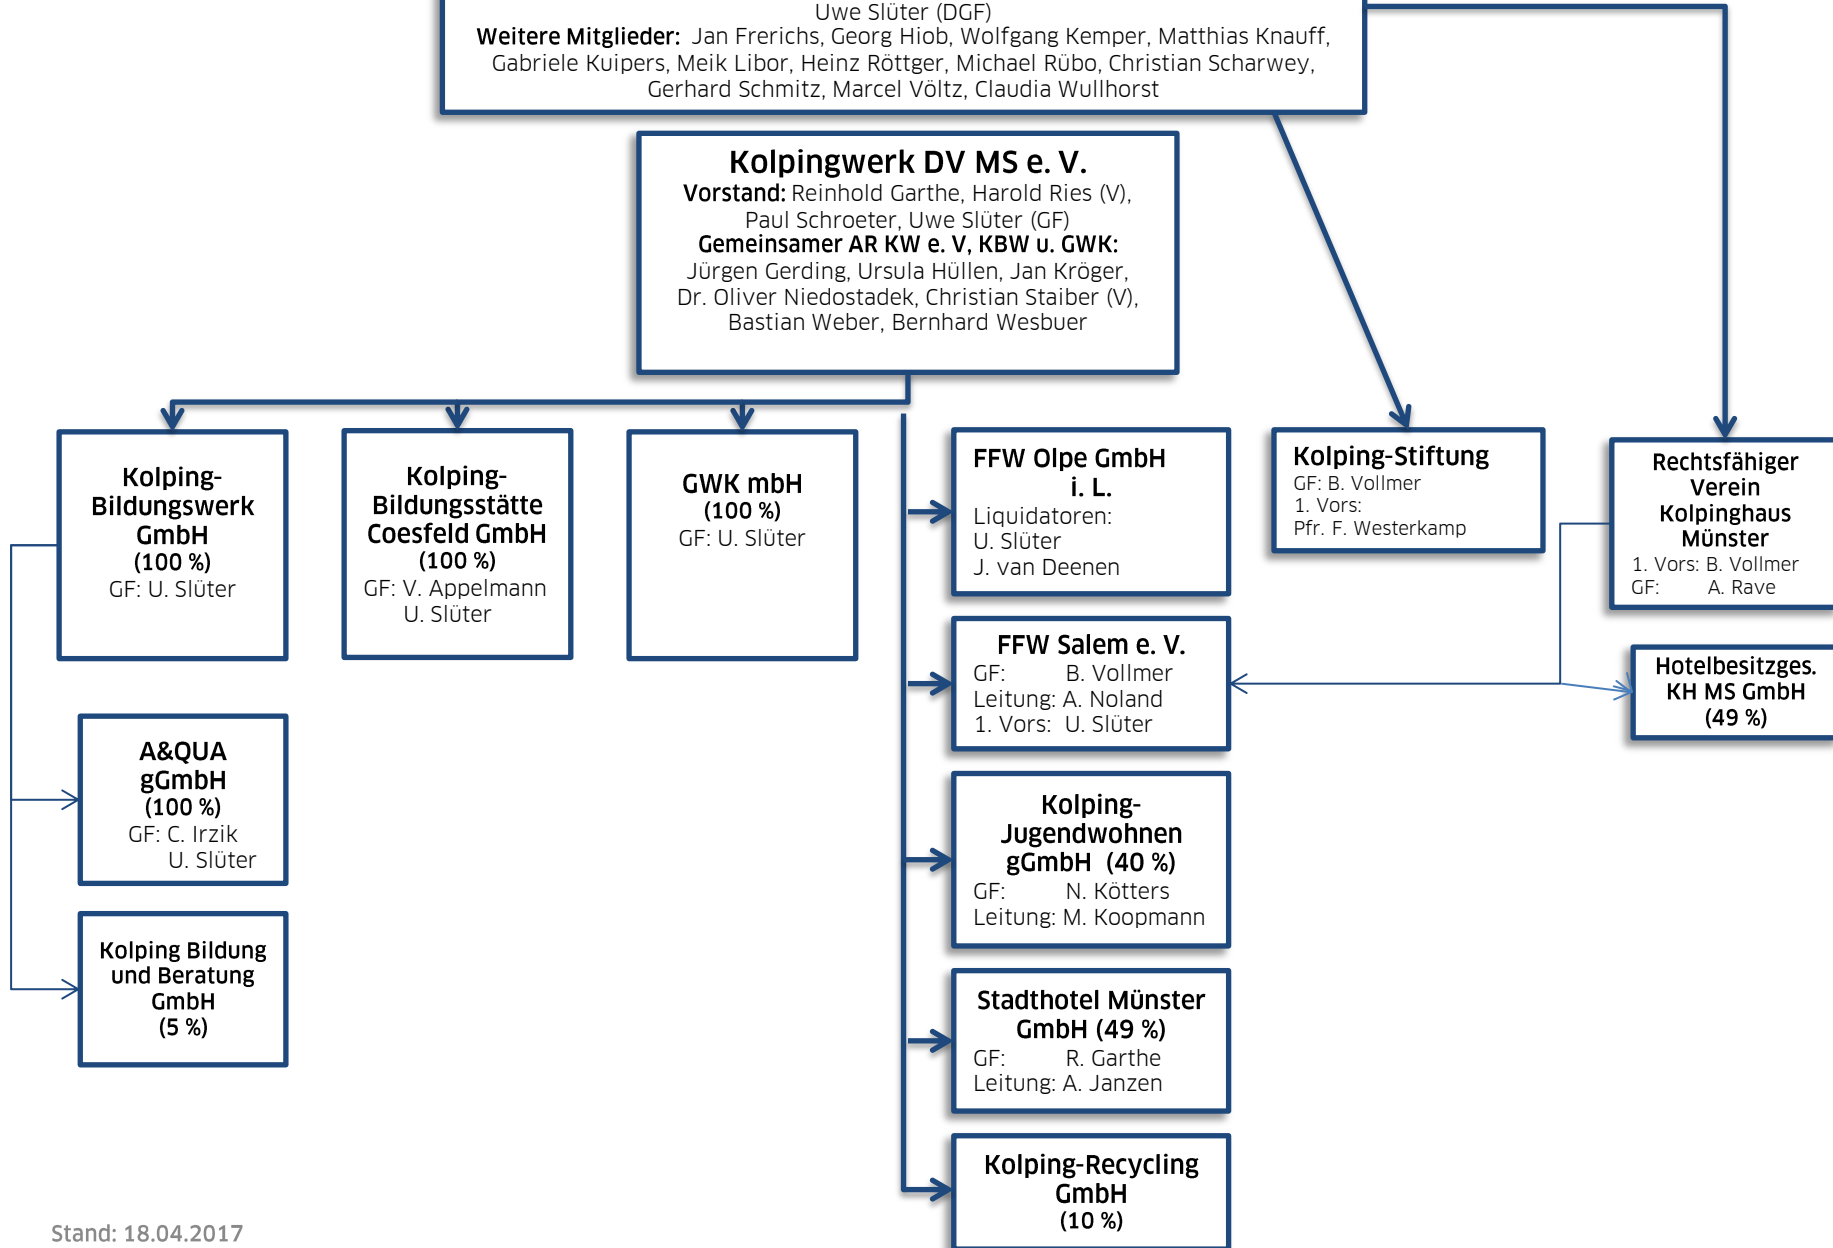 Uwe Slüter (DGF)
Weitere Mitglieder: Jan Frerichs, Georg Hiob, Wolfgang Kemper, Matthias Knauff,
Gabriele Kuipers, Meik Libor, Heinz Röttger, Michael Rübo, Christian Scharwey,
Gerhard Schmitz, Marcel Völtz, Claudia Wullhorst
Kolpingwerk DV MS e. V.
Vorstand: Reinhold Garthe, Harold Ries (V),
Paul Schroeter, Uwe Slüter (GF)
Gemeinsamer AR KW e. V, KBW u. GWK:
Jürgen Gerding, Ursula Hüllen, Jan Kröger,
Dr. Oliver Niedostadek, Christian Staiber (V),
Bastian Weber, Bernhard Wesbuer
Kolping-
Bildungswerk
GmbH
(100 %)
GF: U. Slüter
Kolping-
Bildungsstätte
Coesfeld GmbH
(100 %)
GF: V. Appelmann
U. Slüter
GWK mbH
(100 %)
GF: U. Slüter
FFW Olpe GmbH
i. L.
Liquidatoren:
U. Slüter
J. van Deenen
Kolping-Stiftung
GF: B. Vollmer
1. Vors:
Pfr. F. Westerkamp
Rechtsfähiger
Verein
Kolpinghaus
Münster
1. Vors: B. Vollmer
GF: A. Rave
FFW Salem e. V.
GF: B. Vollmer
Leitung: A. Noland
1. Vors: U. Slüter
Hotelbesitzges.
KH MS GmbH
(49 %)
A&QUA
gGmbH
(100 %)
GF: C. Irzik
U. Slüter
Kolping-
Jugendwohnen
gGmbH (40 %)
GF: N. Kötters
Leitung: M. Koopmann
Kolping Bildung
und Beratung
GmbH
(5 %)
Stadthotel Münster
GmbH (49 %)
GF: R. Garthe
Leitung: A. Janzen
Kolping-Recycling
GmbH
(10 %)
Stand: 18.04.2017